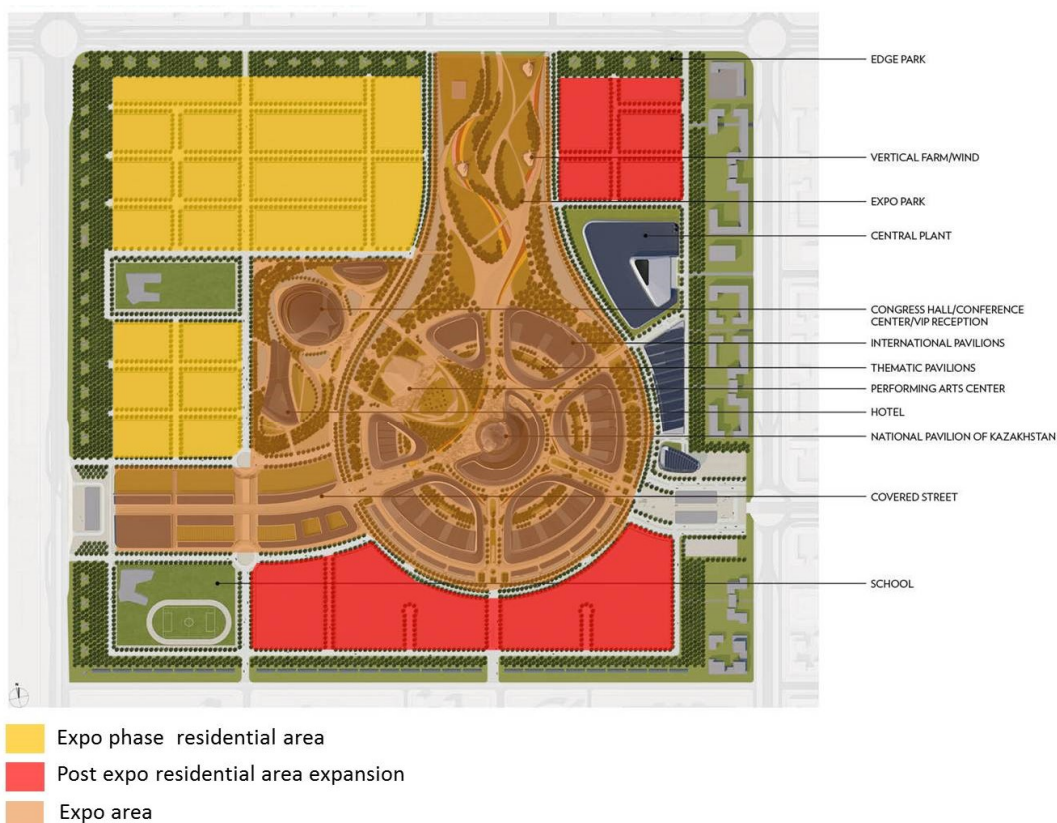 EDGE PARK
VERTICAL FARM/WIND
EXPO PARK
CENTRAL PLANT
CONGRESS HALL/CONFERENCE
CENTER/VIP RECEPTION
INTERNATIONAL PAVILIONS
THEMATIC PAVILIONS
PERFORMING ARTS CENTER
HOTEL
NATIONAL PAVILION OF KAZAKHSTAN
COVERED STREET
SCHOOL
Expo phase residential area
Post expo residential area expansion
Expo area